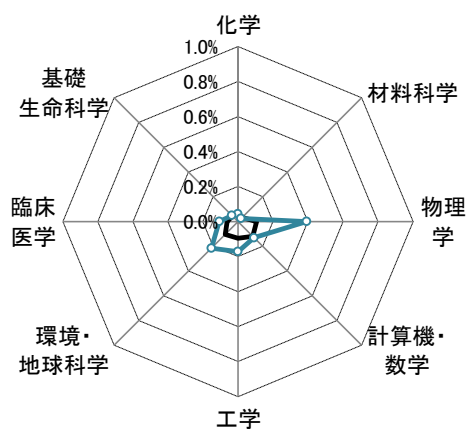 化学
1.0%
0.8%
0.6%
0.4%
0.2%
0.0%
基礎
生命科学
材料科学
臨床
医学
物理
学
環境・
地球科学
計算機・
数学
工学